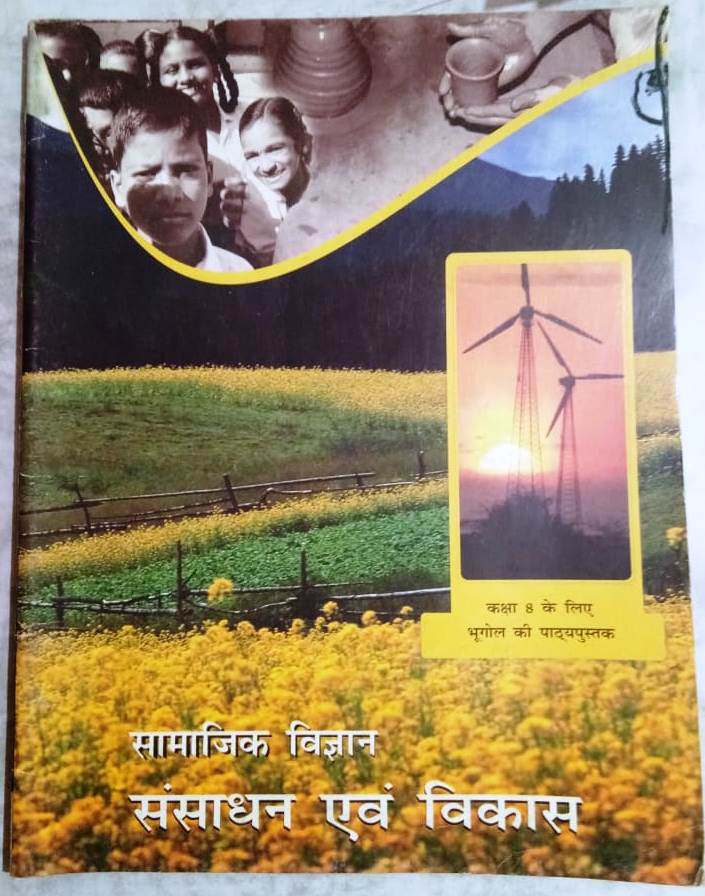 कक्षा 8 के लिए
भूगोल की पाठ्यपुस्तक
सामाजिक विज्ञान
संसाधन एवं विकास